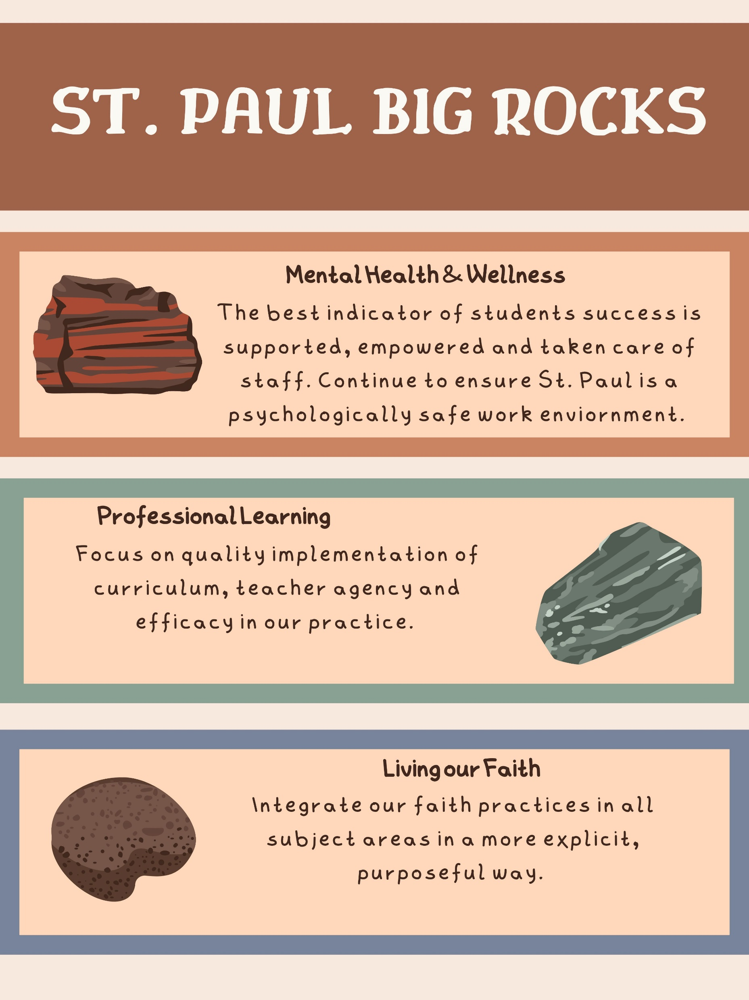 ST. PAUL BIG ROCKS
Mental Health & Wellness
The best indicator of students success is
supported, empowered and taken care of
staff. Continue to ensure St. Paul is a
psychologically safe work enviornment.
Professional Learning
Focus on quality implementation of
curriculum, teacher agency and
efficacy in our practice.
Living our Faith
Integrate our faith practices in all
subject areas in a more explicit,
purposeful way.